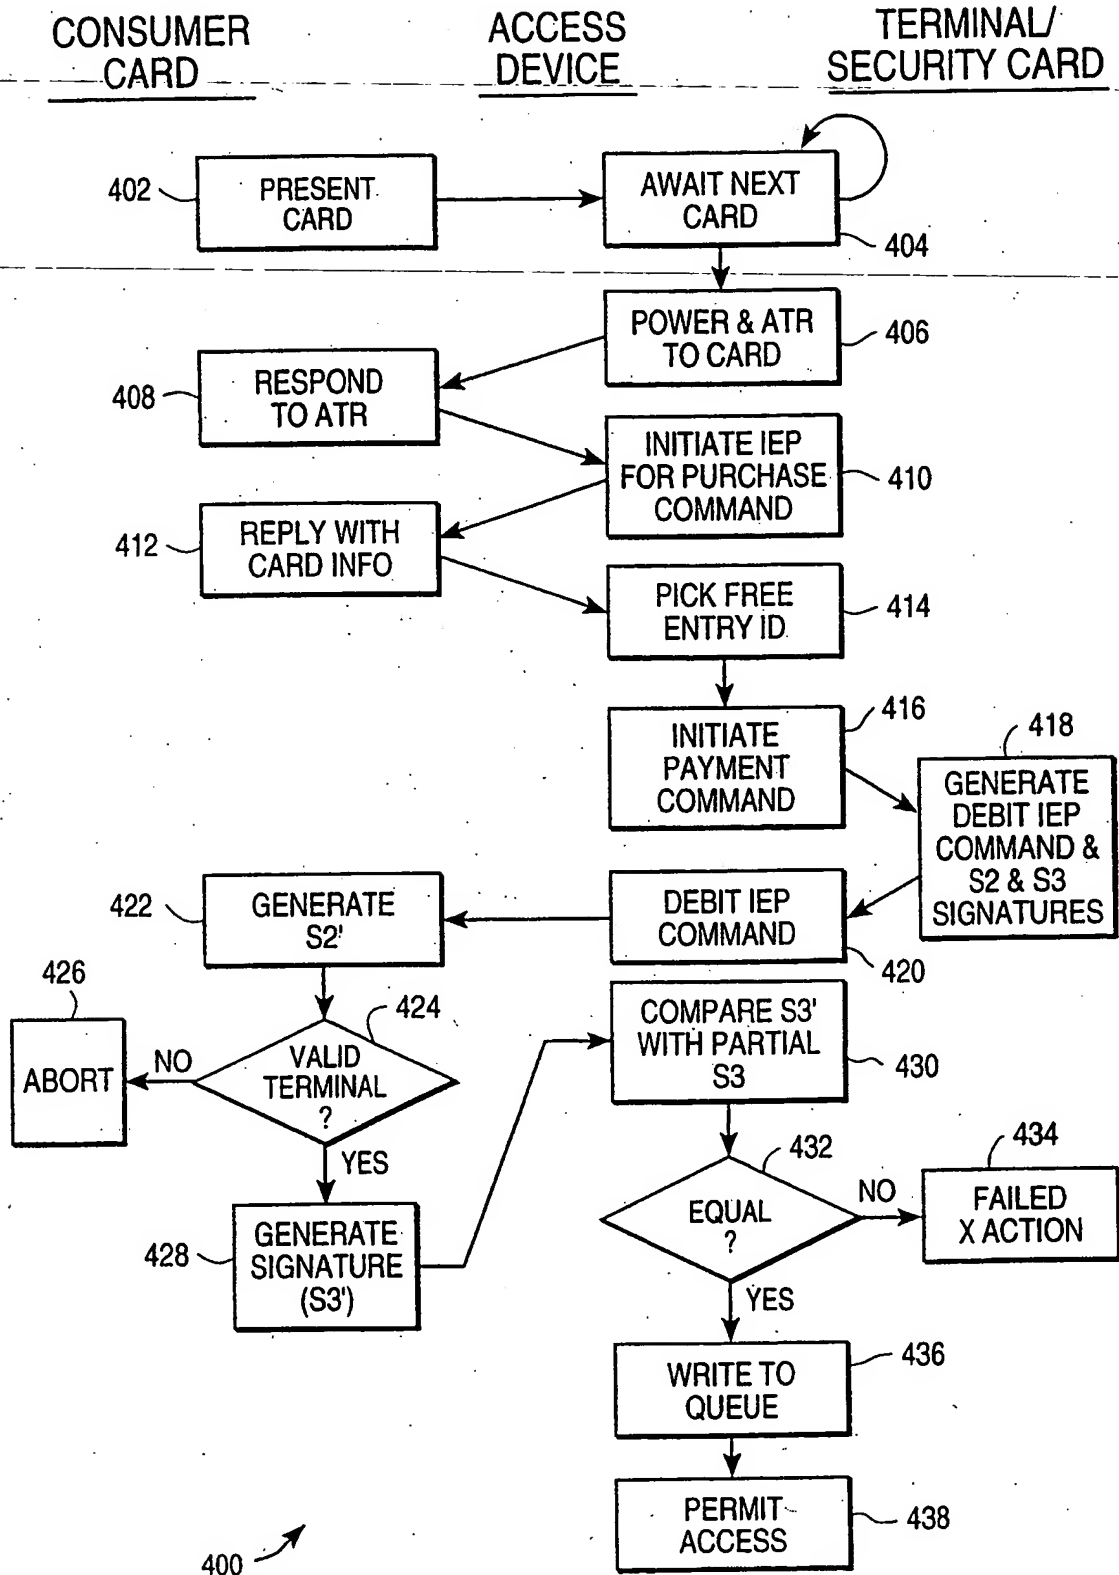 CONSUMER
CARD
ACCESS
DEVICE
TERMINAL/
SECURITY CARD
402
PRESENT
CARD
AWAIT NEXT
CARD
404
POWER & ATR
TO CARD
406
408
RESPOND
TO ATR
INITIATE IEP
FOR PURCHASE
COMMAND
410
412
REPLY WITH
CARD INFO
PICK FREE
ENTRY ID
414
416
INITIATE
PAYMENT
COMMAND
418
GENERATE
DEBIT IEP
COMMAND &
S2 & S3
SIGNATURES
422
GENERATE
S2'
DEBIT IEP
COMMAND
420
426
ABORT
NO
424
VALID
TERMINAL
?
YES
COMPARE S3'
WITH PARTIAL
S3
430
428
GENERATE
SIGNATURE
(S3')
432
EQUAL
?
NO
434
FAILED
X ACTION
YES
WRITE TO
QUEUE
436
PERMIT
ACCESS
438
400